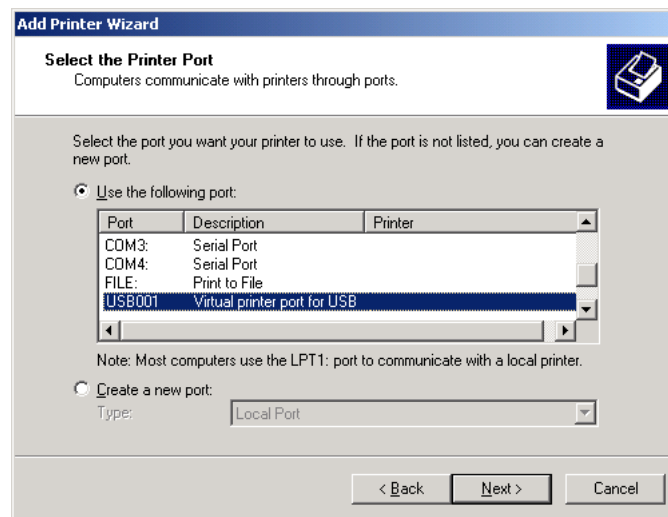 Add Printer Wizard
Select the Printer Port
Computers communicate with printers through ports.
Select the port you want your printer to use. If the port is not listed, you can create a
new port.
Use the following port:
Port Description Printer
COM3: Serial Port
COM4: Serial Port
FILE: Print to File
USB001 Virtual printer port for USB
Note: Most computers use the LPT1: port to communicate with a local printer.
Create a new port:
Type: Local Port
< Back Next > Cancel